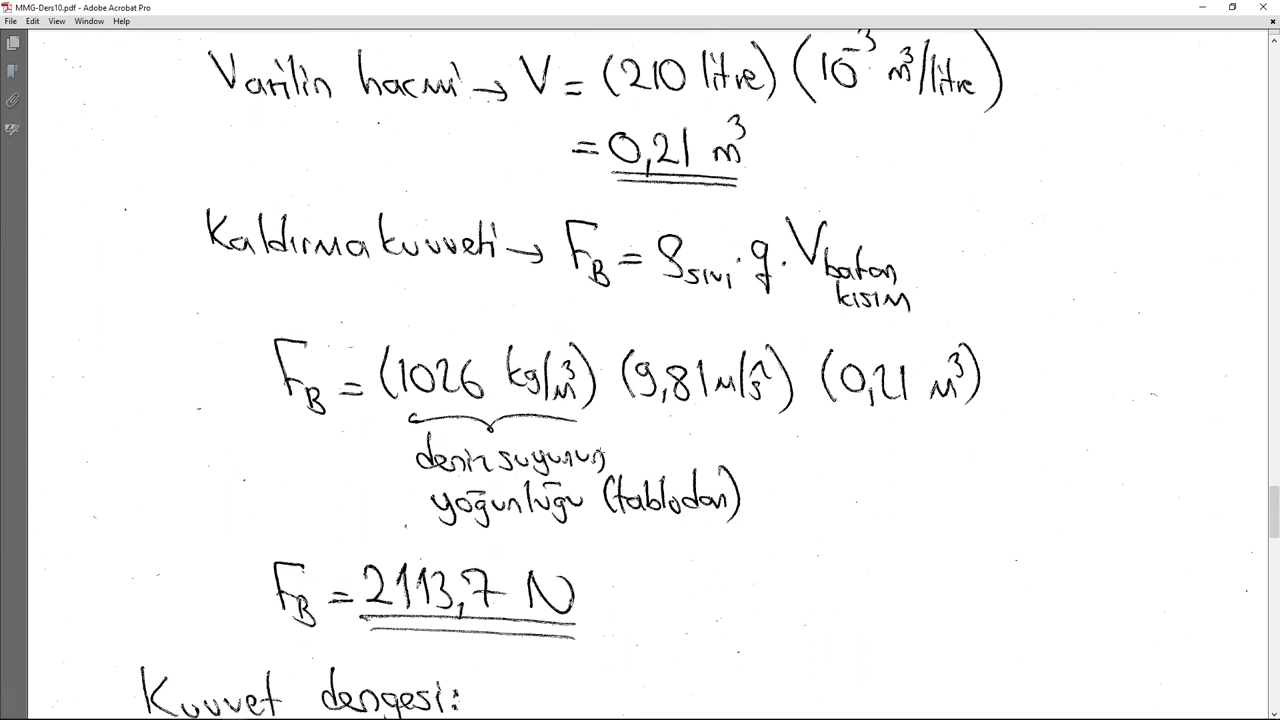 MMG-Ders10.pdf - Adobe Acrobat Pro
File Edit View Window Help
Varilin hacmi → V = (210 litre) (10⁻³ m³/litre)
= 0,21 m³
Kaldırma kuvveti → F_B = ρ_sıvı · g · V_batan kısım
F_B = (1026 kg/m³) (9,81 m/s²) (0,21 m³)
deniz suyunun
yoğunluğu (tablodan)
F_B = 2113,7 N
Kuvvet dengesi: